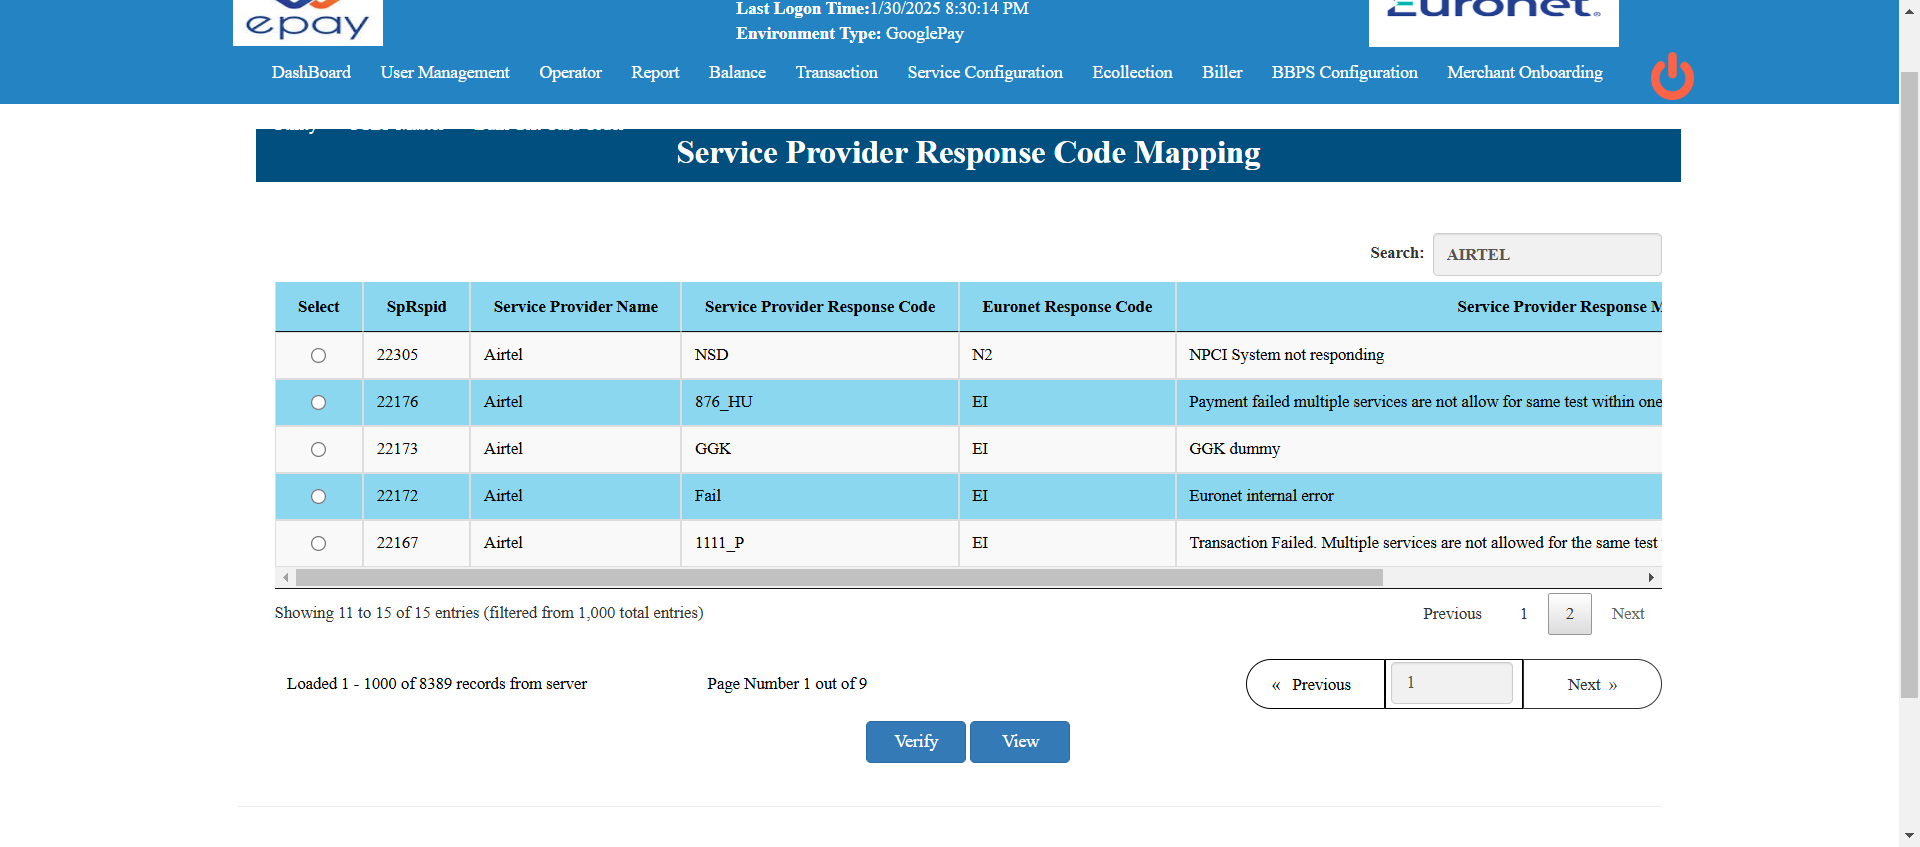 epay
Last Logon Time:1/30/2025 8:30:14 PM
Environment Type: GooglePay
Euronet
DashBoard User Management Operator Report Balance Transaction Service Configuration Ecollection Biller BBPS Configuration Merchant Onboarding
Service Provider Response Code Mapping
Search: AIRTEL
Select SpRspid Service Provider Name Service Provider Response Code Euronet Response Code Service Provider Response M
22305 Airtel NSD N2 NPCI System not responding
22176 Airtel 876_HU EI Payment failed multiple services are not allow for same test within one
22173 Airtel GGK EI GGK dummy
22172 Airtel Fail EI Euronet internal error
22167 Airtel 1111_P EI Transaction Failed. Multiple services are not allowed for the same test
Showing 11 to 15 of 15 entries (filtered from 1,000 total entries) Previous 1 2 Next
Loaded 1 - 1000 of 8389 records from server Page Number 1 out of 9 « Previous 1 Next »
Verify View